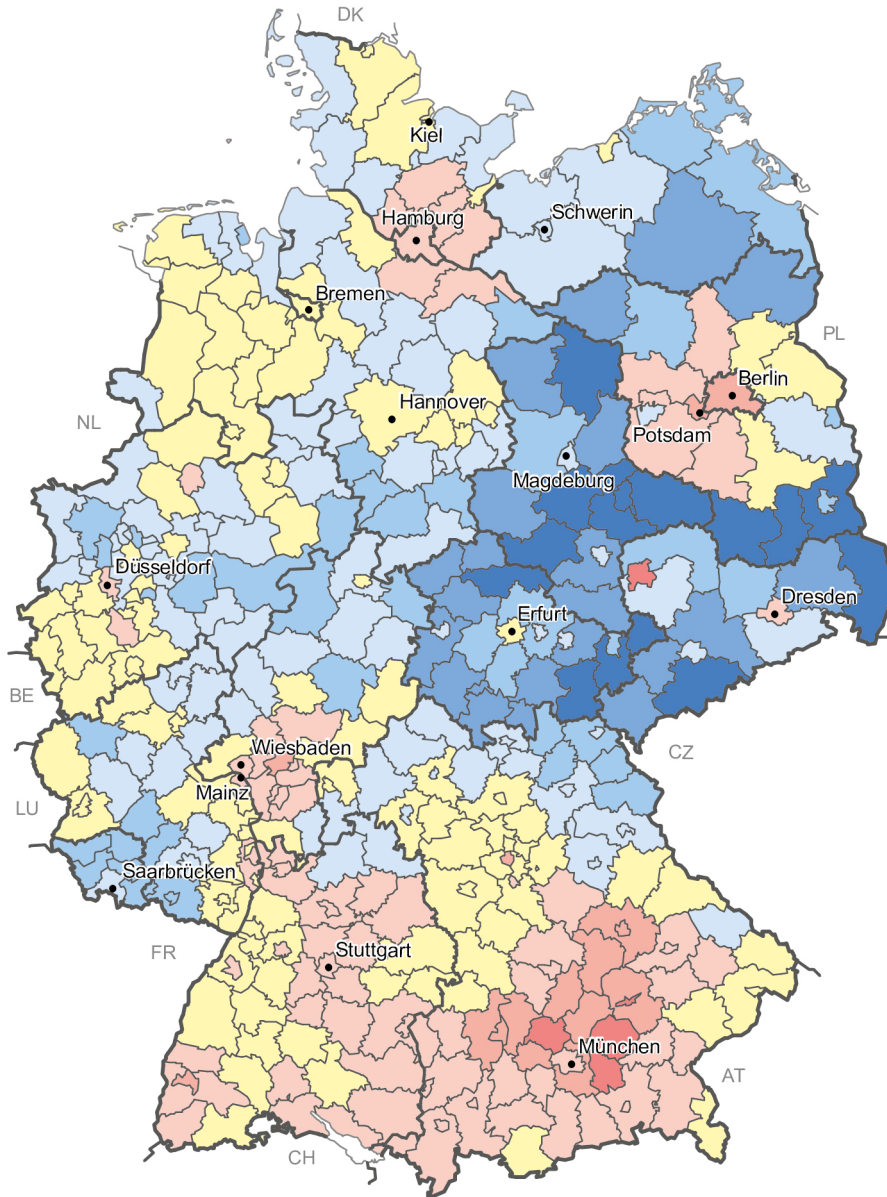 DK
Kiel
Hamburg
Schwerin
Bremen
PL
Berlin
Hannover
NL
Potsdam
Magdeburg
Düsseldorf
Dresden
Erfurt
BE
Wiesbaden
CZ
Mainz
LU
Saarbrücken
FR
Stuttgart
München
AT
CH